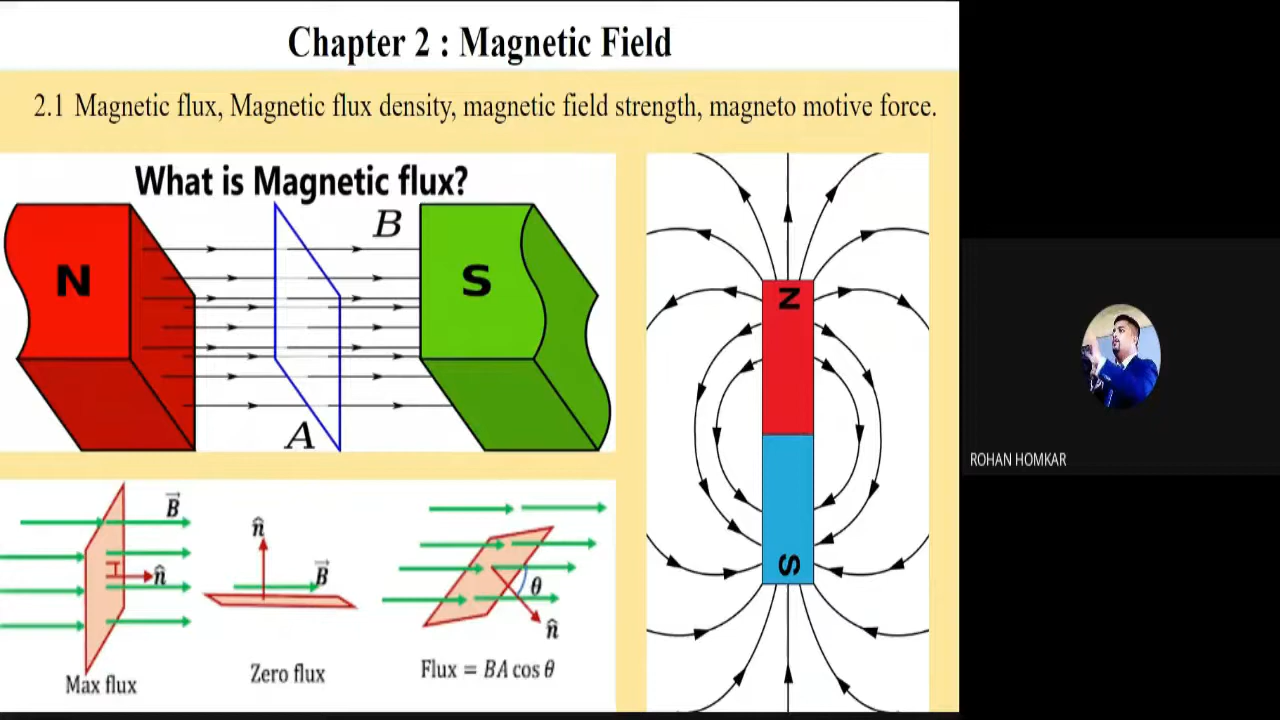 Chapter 2 : Magnetic Field
2.1 Magnetic flux, Magnetic flux density, magnetic field strength, magneto motive force.
What is Magnetic flux?
N
B
S
A
N
S
B⃗
n̂
Max flux
n̂
B⃗
Zero flux
θ
n̂
Flux = BA cos θ
ROHAN HOMKAR